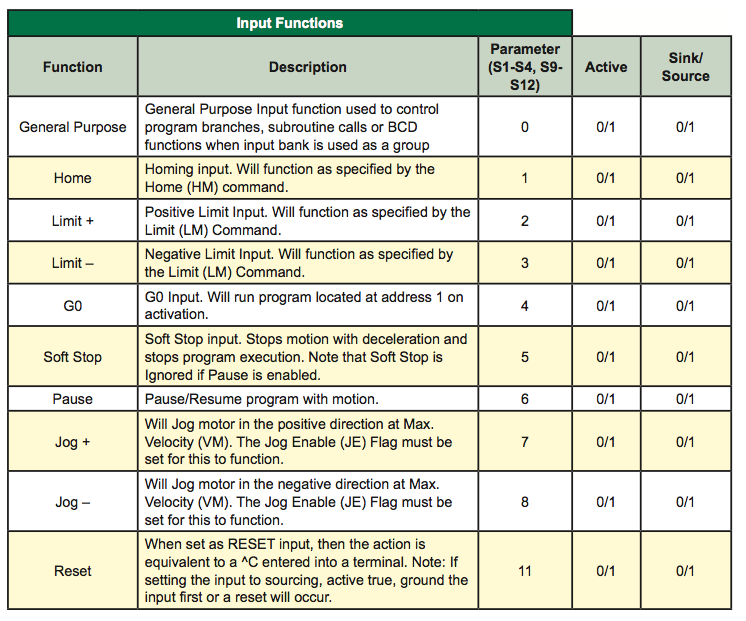 Input Functions
Function
Description
Parameter
(S1-S4, S9-
S12)
Active
Sink/
Source
General Purpose
General Purpose Input function used to control
program branches, subroutine calls or BCD
functions when input bank is used as a group
0
0/1
0/1
Home
Homing input. Will function as specified by the
Home (HM) command.
1
0/1
0/1
Limit +
Positive Limit Input. Will function as specified by the
Limit (LM) Command.
2
0/1
0/1
Limit –
Negative Limit Input. Will function as specified by
the Limit (LM) Command.
3
0/1
0/1
G0
G0 Input. Will run program located at address 1 on
activation.
4
0/1
0/1
Soft Stop
Soft Stop input. Stops motion with deceleration and
stops program execution. Note that Soft Stop is
Ignored if Pause is enabled.
5
0/1
0/1
Pause
Pause/Resume program with motion.
6
0/1
0/1
Jog +
Will Jog motor in the positive direction at Max.
Velocity (VM). The Jog Enable (JE) Flag must be
set for this to function.
7
0/1
0/1
Jog –
Will Jog motor in the negative direction at Max.
Velocity (VM). The Jog Enable (JE) Flag must be
set for this to function.
8
0/1
0/1
Reset
When set as RESET input, then the action is
equivalent to a ^C entered into a terminal. Note: If
setting the input to sourcing, active true, ground the
input first or a reset will occur.
11
0/1
0/1